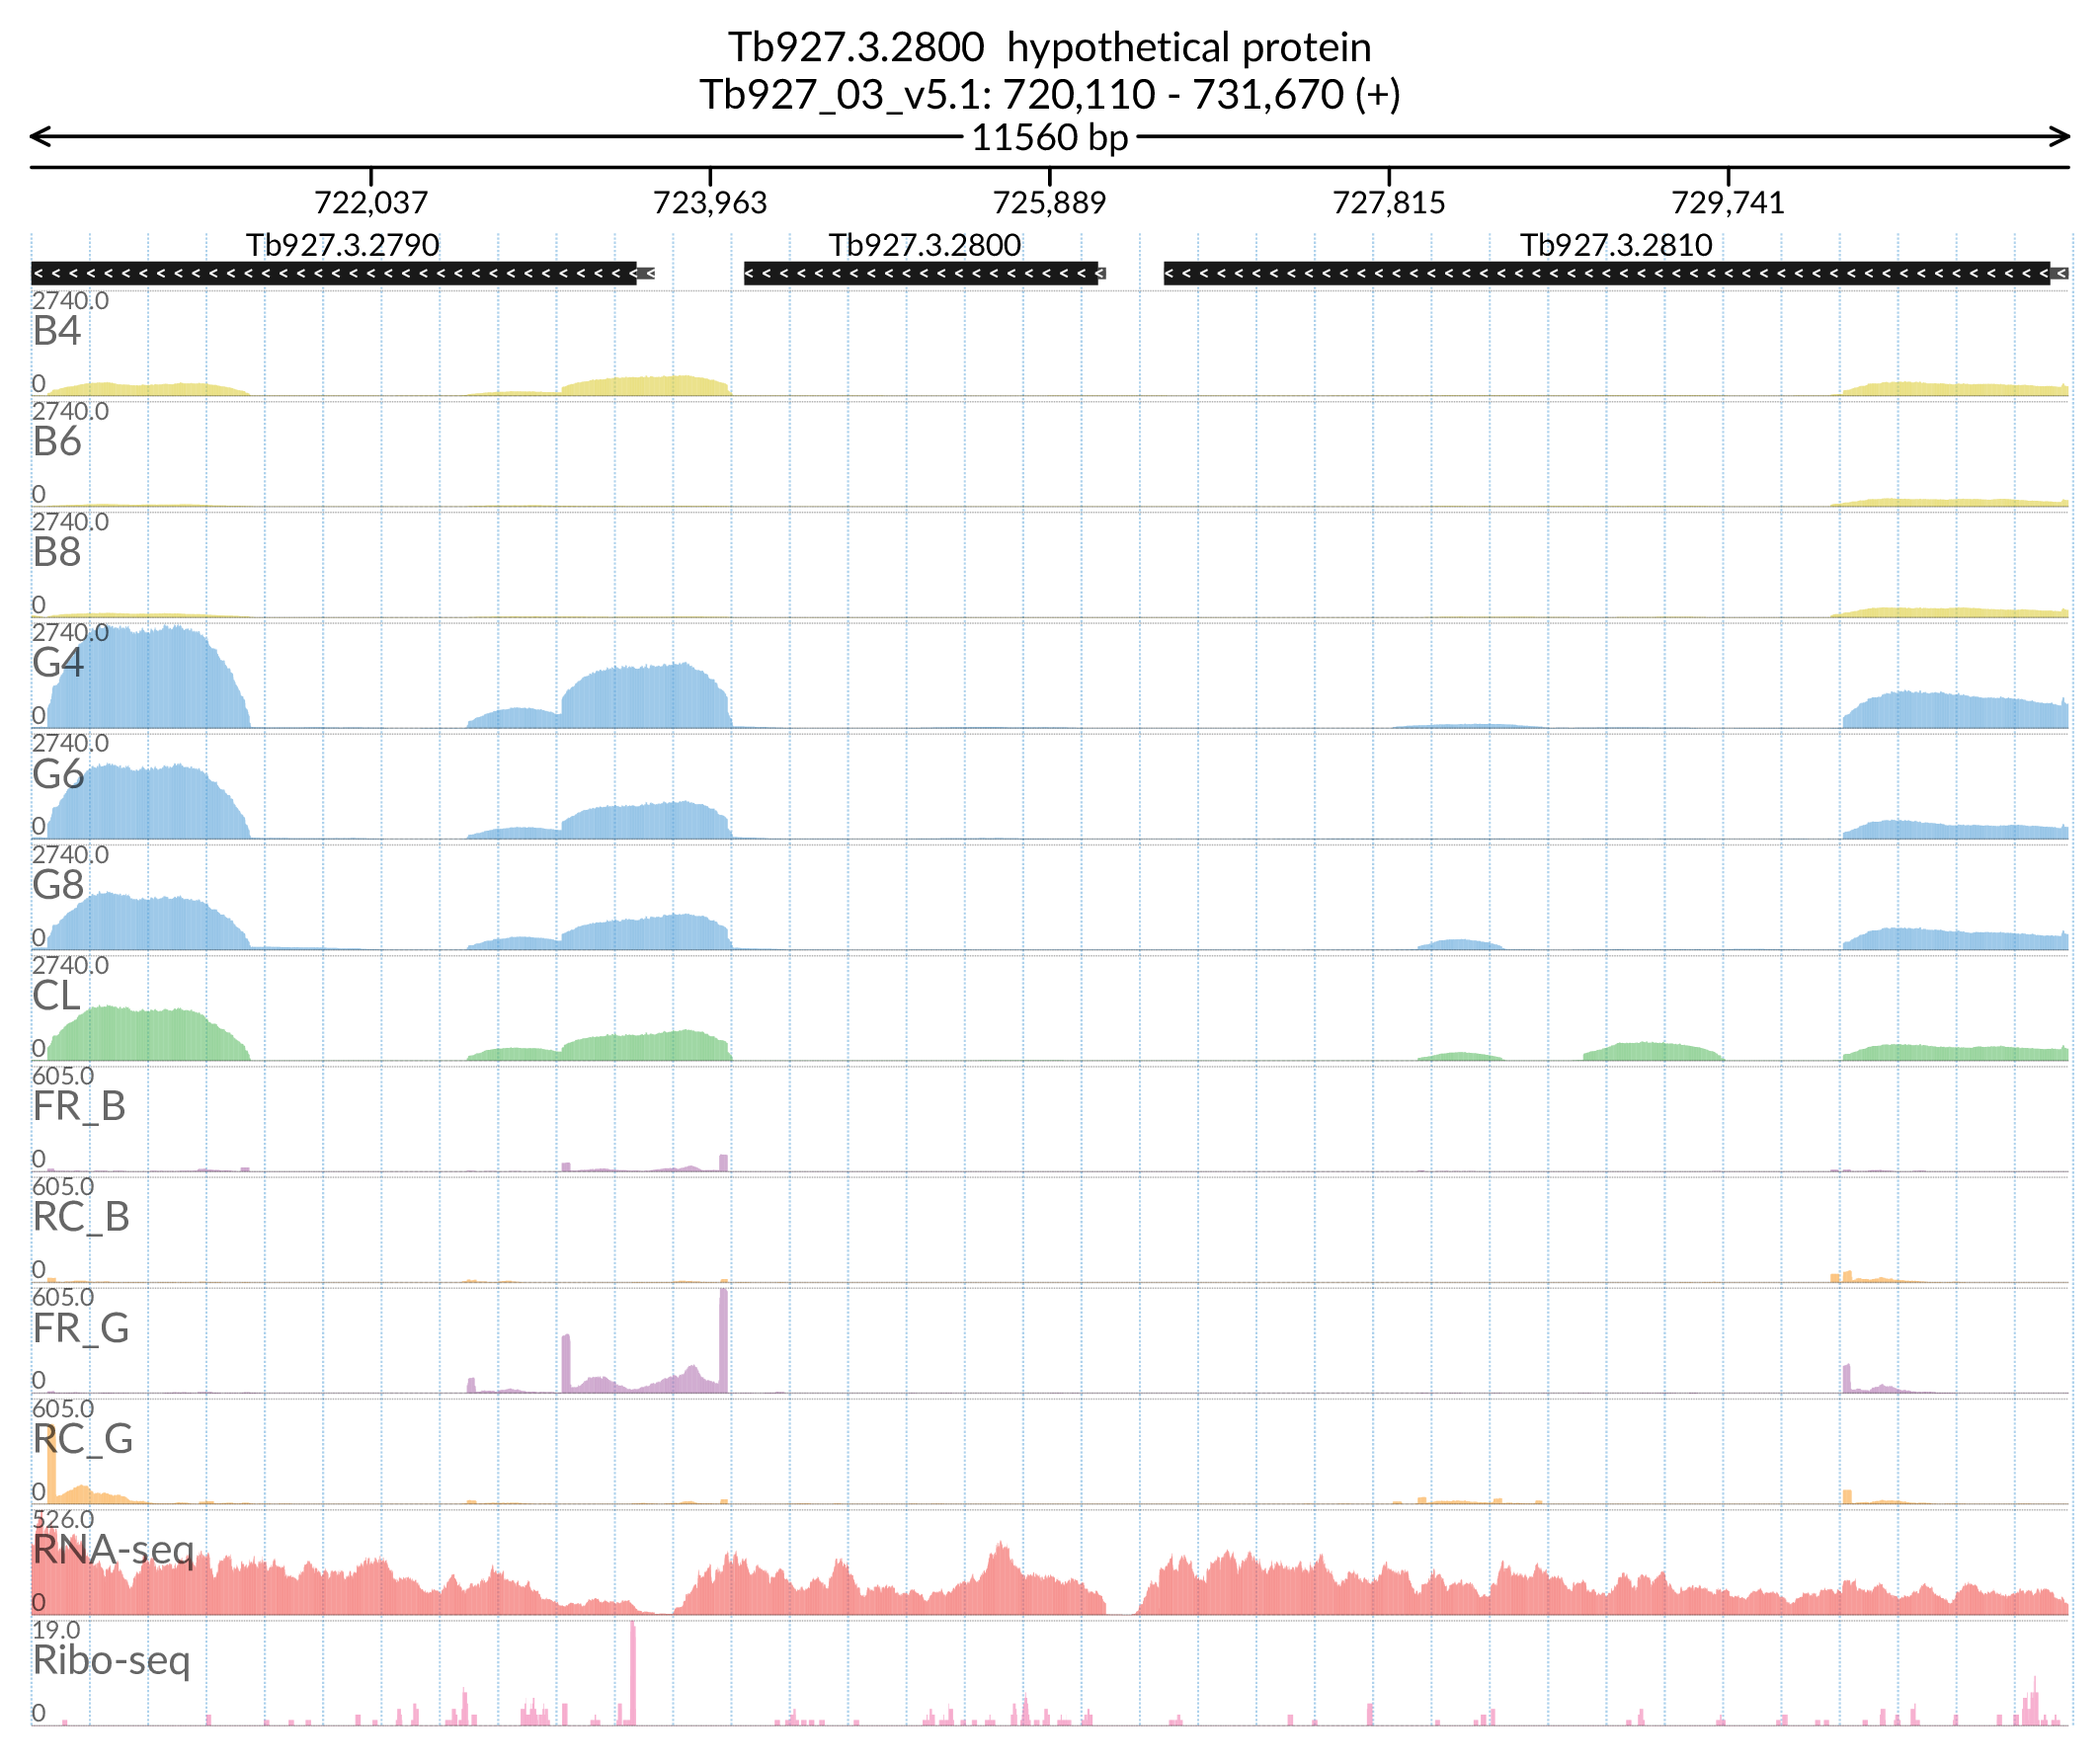 Tb927.3.2800 hypothetical protein
Tb927_03_v5.1: 720,110 - 731,670 (+)
11560 bp
722,037 723,963 725,889 727,815 729,741
Tb927.3.2790 Tb927.3.2800 Tb927.3.2810
2740.0
B4
0
2740.0
B6
0
2740.0
B8
0
2740.0
G4
0
2740.0
G6
0
2740.0
G8
0
2740.0
CL
0
605.0
FR_B
0
605.0
RC_B
0
605.0
FR_G
0
605.0
RC_G
0
526.0
RNA-seq
0
19.0
Ribo-seq
0